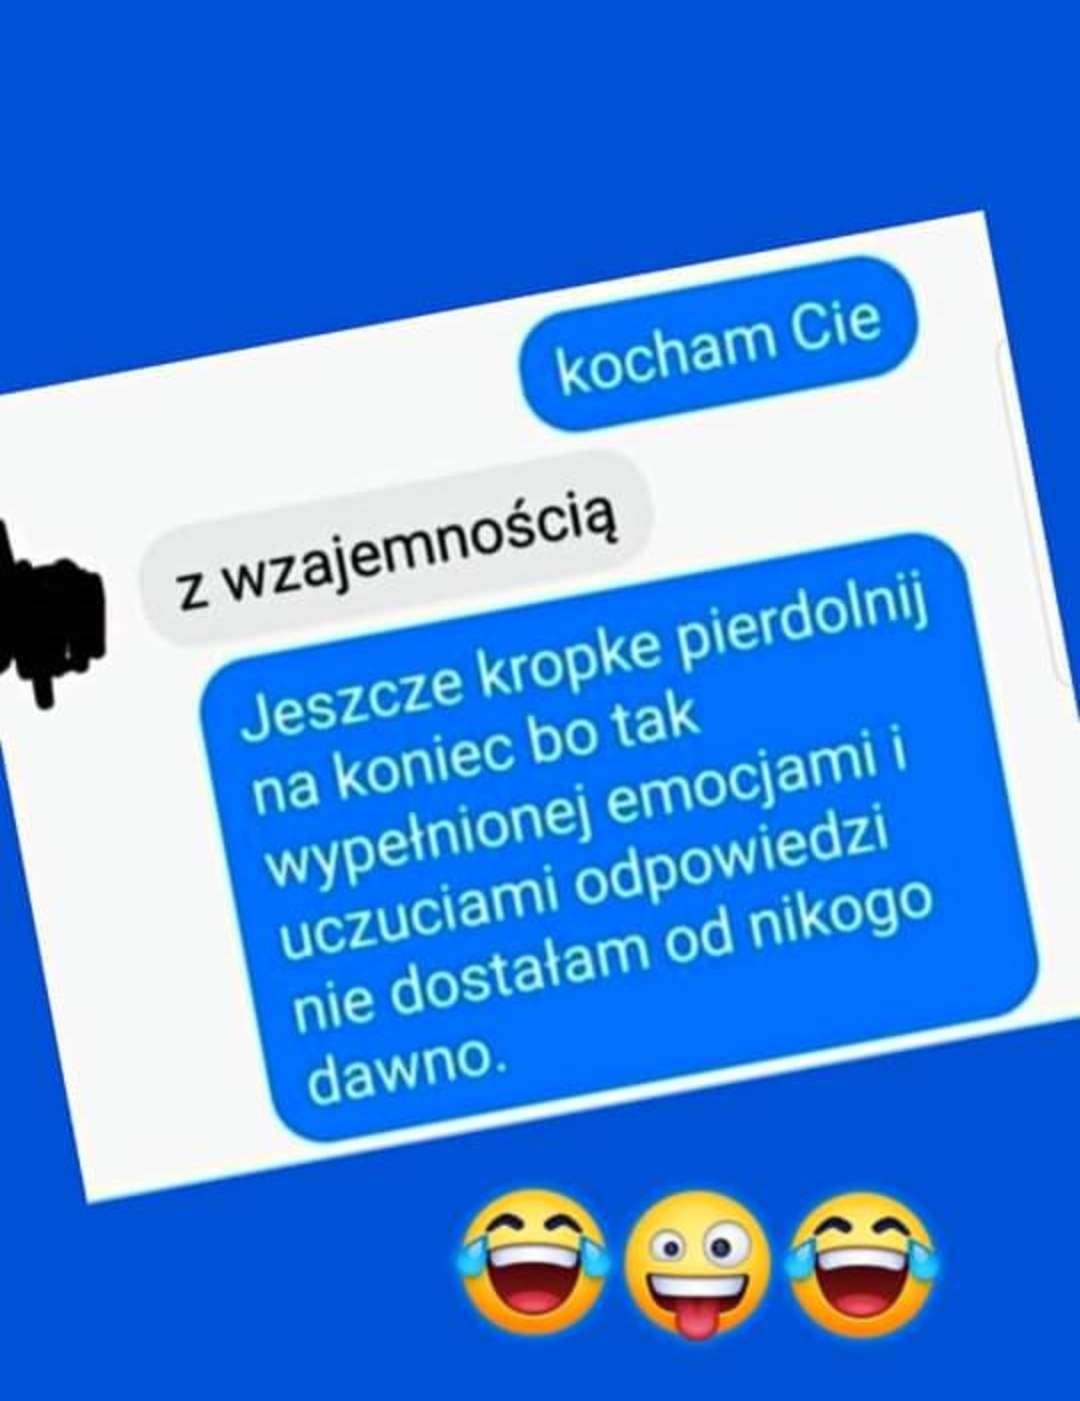 kocham Cie
z wzajemnością
Jeszcze kropke pierdolnij
na koniec bo tak
wypełnionej emocjami i
uczuciami odpowiedzi
nie dostałam od nikogo
dawno.